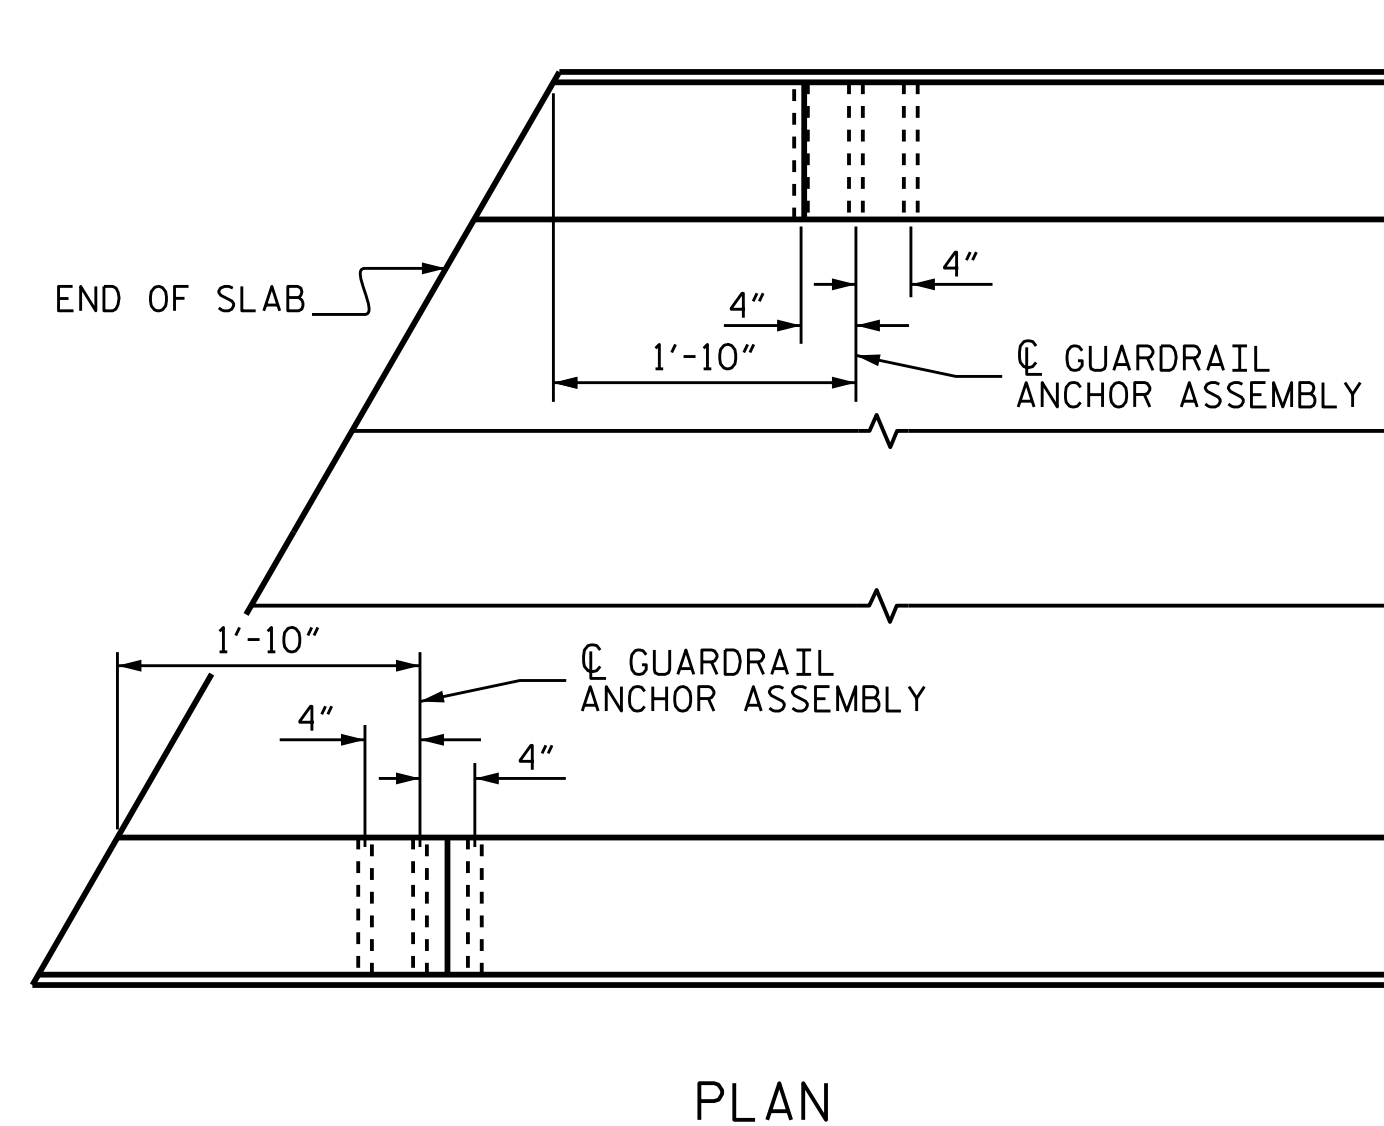 4"
END OF SLAB
4"
1'-10"
℄ GUARDRAIL
ANCHOR ASSEMBLY
1'-10"
℄ GUARDRAIL
ANCHOR ASSEMBLY
4"
4"
PLAN